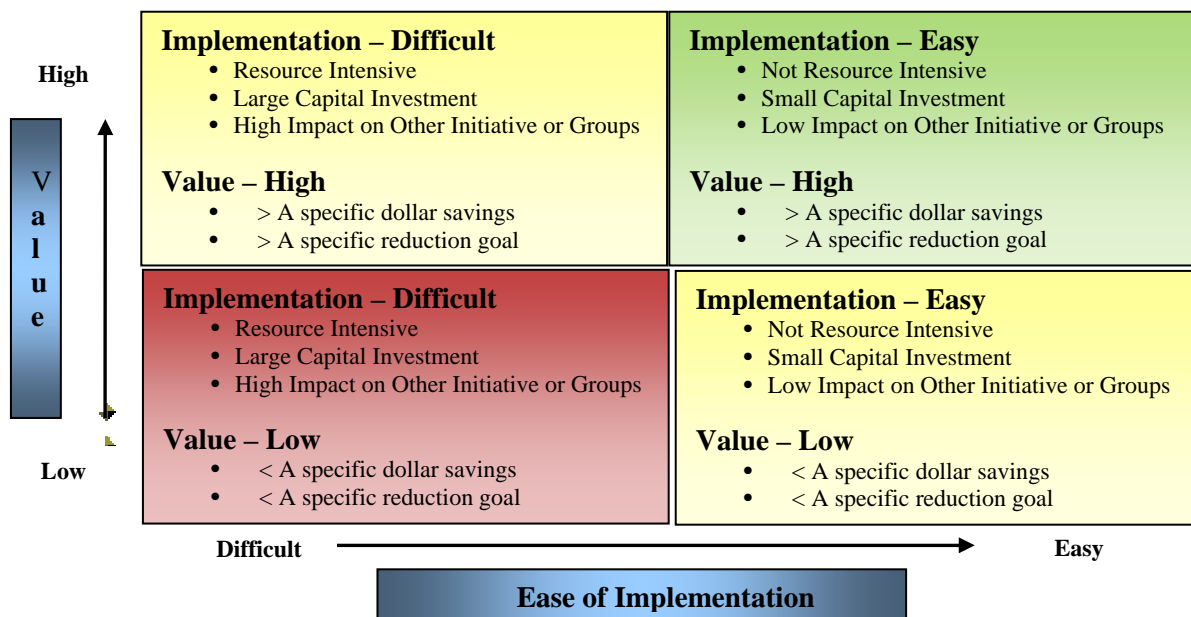 High
Value
Low
Implementation – Difficult
• Resource Intensive
• Large Capital Investment
• High Impact on Other Initiative or Groups
Value – High
• > A specific dollar savings
• > A specific reduction goal
Implementation – Easy
• Not Resource Intensive
• Small Capital Investment
• Low Impact on Other Initiative or Groups
Value – High
• > A specific dollar savings
• > A specific reduction goal
Implementation – Difficult
• Resource Intensive
• Large Capital Investment
• High Impact on Other Initiative or Groups
Value – Low
• < A specific dollar savings
• < A specific reduction goal
Implementation – Easy
• Not Resource Intensive
• Small Capital Investment
• Low Impact on Other Initiative or Groups
Value – Low
• < A specific dollar savings
• < A specific reduction goal
Difficult
Easy
Ease of Implementation